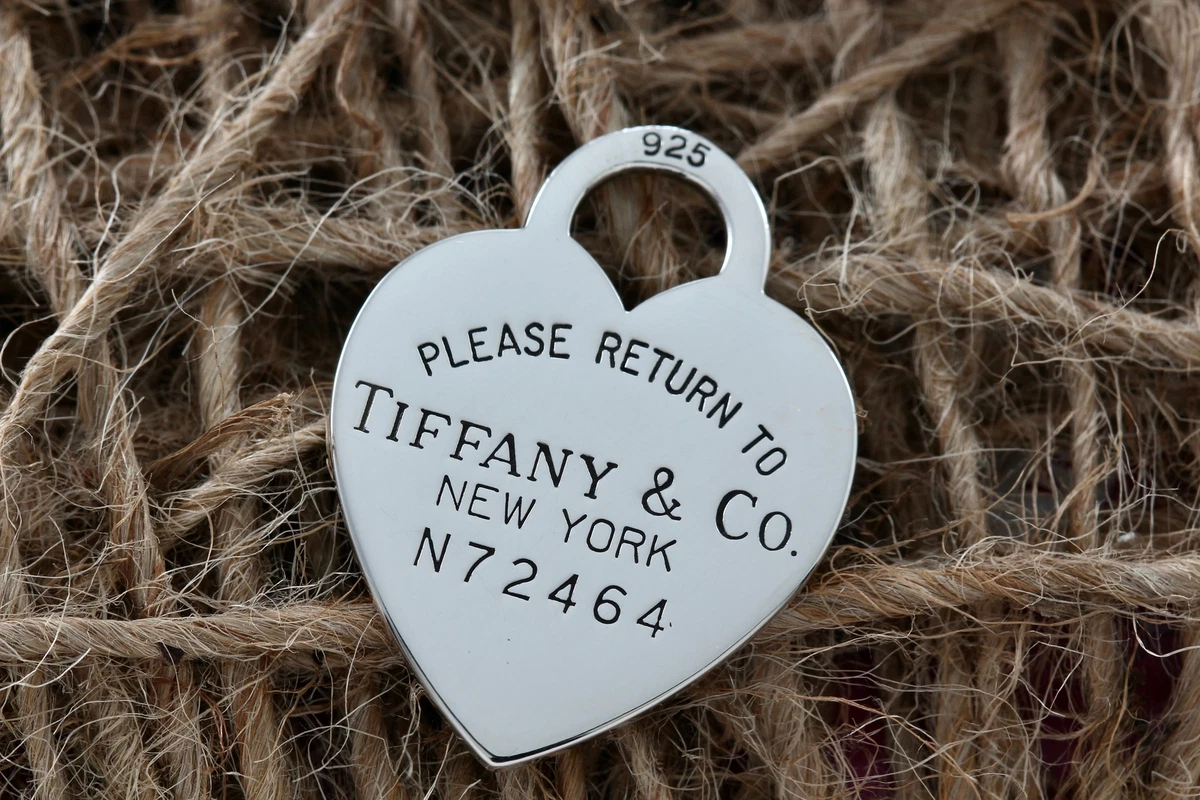 925
PLEASE RETURN TO
TIFFANY & CO.
NEW YORK
N72464